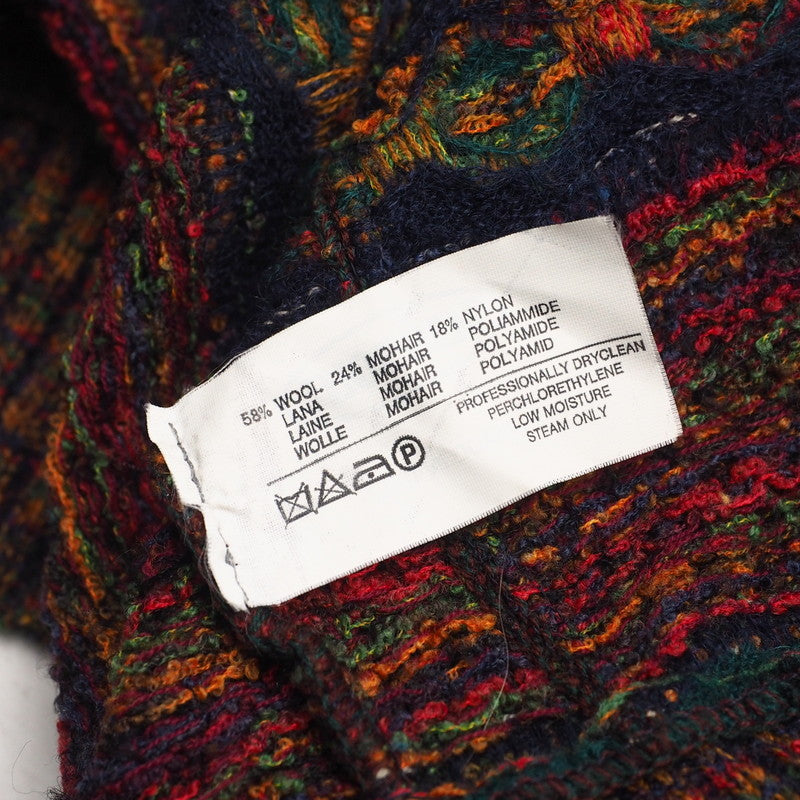 58% WOOL 24% MOHAIR 18% NYLON
LANA MOHAIR POLIAMMIDE
LAINE MOHAIR POLYAMIDE
WOLLE MOHAIR POLYAMID
P
PROFESSIONALLY DRYCLEAN
PERCHLORETHYLENE
LOW MOISTURE
STEAM ONLY